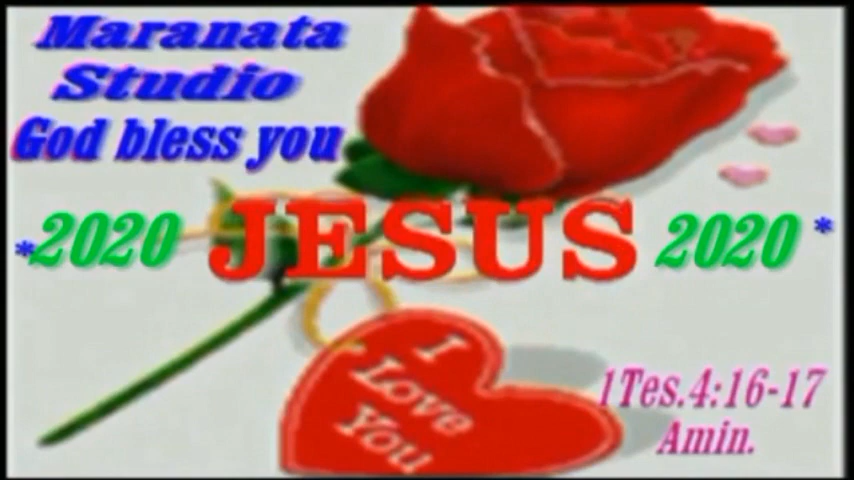 Maranata
Studio
God bless you
*2020 JESUS 2020*
I
Love
You
1Tes.4:16-17
Amin.